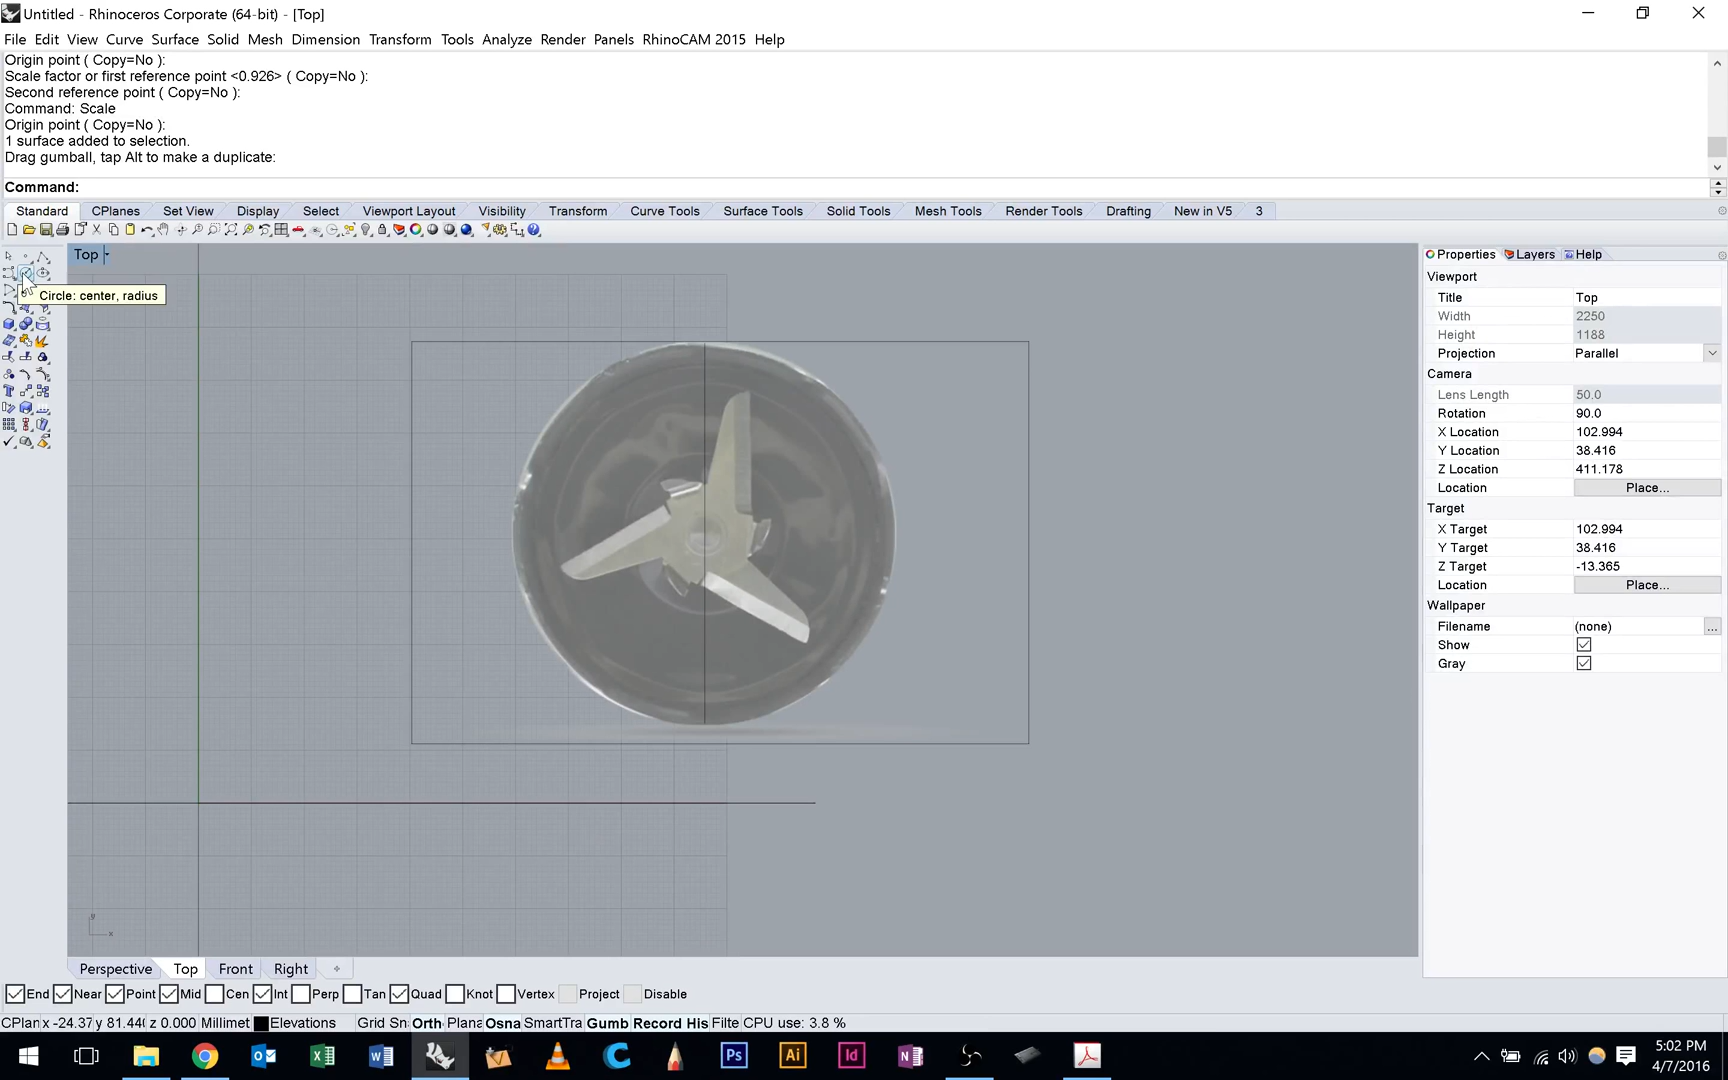 Untitled - Rhinoceros Corporate (64-bit) - [Top]
File Edit View Curve Surface Solid Mesh Dimension Transform Tools Analyze Render Panels RhinoCAM 2015 Help
Origin point ( Copy=No ):
Scale factor or first reference point <0.926> ( Copy=No ):
Second reference point ( Copy=No ):
Command: Scale
Origin point ( Copy=No ):
1 surface added to selection.
Drag gumball, tap Alt to make a duplicate:
Command:
Standard CPlanes Set View Display Select Viewport Layout Visibility Transform Curve Tools Surface Tools Solid Tools Mesh Tools Render Tools Drafting New in V5 3
Top
Circle: center, radius
y
x
Properties Layers Help
Viewport
Title Top
Width 2250
Height 1188
Projection Parallel
Camera
Lens Length 50.0
Rotation 90.0
X Location 102.994
Y Location 38.416
Z Location 411.178
Location Place...
Target
X Target 102.994
Y Target 38.416
Z Target -13.365
Location Place...
Wallpaper
Filename (none) ...
Show
Gray
Perspective Top Front Right
End Near Point Mid Cen Int Perp Tan Quad Knot Vertex Project Disable
CPlan x -24.37 y 81.440 z 0.000 Millimet Elevations Grid Sn Orth Plana Osna SmartTra Gumb Record His Filte CPU use: 3.8 %
Ps Ai Id
5:02 PM
4/7/2016